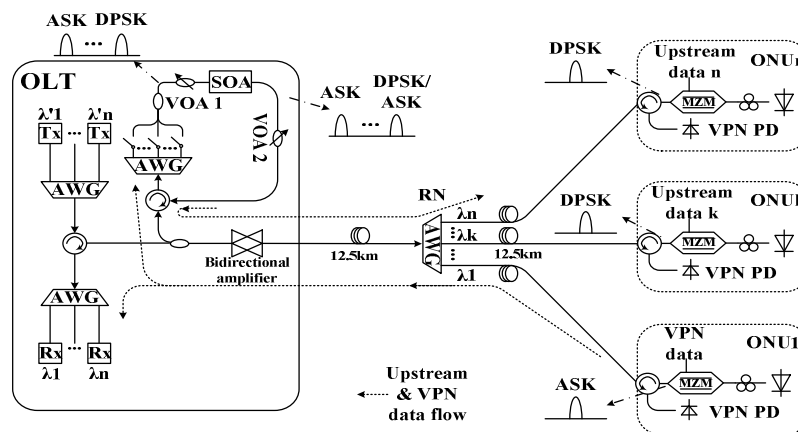 ASK DPSK
OLT
SOA
VOA 1
VOA 2
ASK DPSK/
ASK
λ'1 λ'n
Tx Tx
AWG
AWG
Bidirectional
amplifier
AWG
Rx Rx
λ1 λn
12.5km
RN
AWG
λn
λk
λ1
12.5km
Upstream
& VPN
data flow
DPSK
Upstream
data n
MZM
VPN PD
DPSK
Upstream
data k
MZM
VPN PD
ASK
VPN
data
ONU1
MZM
VPN PD